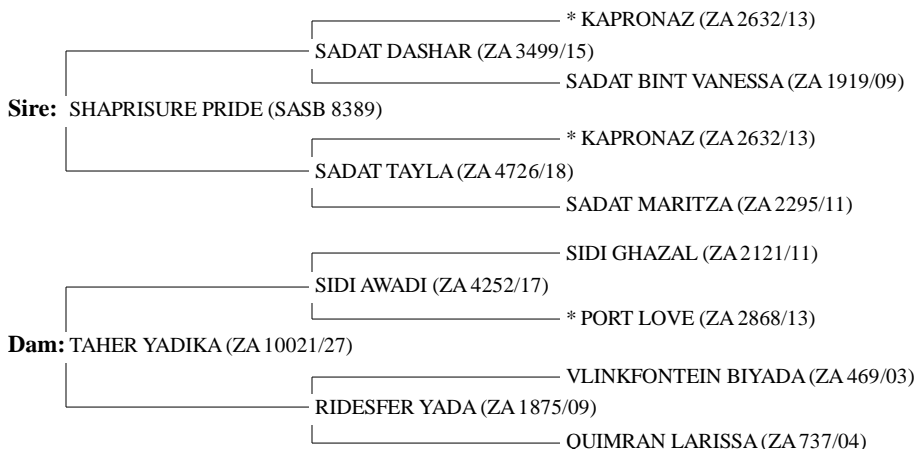 * KAPRONAZ (ZA 2632/13)
SADAT DASHAR (ZA 3499/15)
SADAT BINT VANESSA (ZA 1919/09)
Sire: SHAPRISURE PRIDE (SASB 8389)
* KAPRONAZ (ZA 2632/13)
SADAT TAYLA (ZA 4726/18)
SADAT MARITZA (ZA 2295/11)
SIDI GHAZAL (ZA 2121/11)
SIDI AWADI (ZA 4252/17)
* PORT LOVE (ZA 2868/13)
Dam: TAHER YADIKA (ZA 10021/27)
VLINKFONTEIN BIYADA (ZA 469/03)
RIDESFER YADA (ZA 1875/09)
QUIMRAN LARISSA (ZA 737/04)